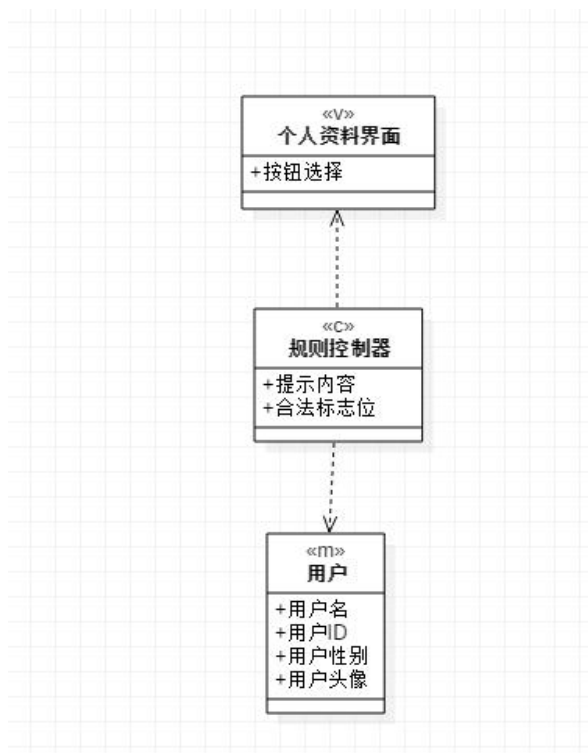 «V»
个人资料界面
+按钮选择
«C»
规则控制器
+提示内容
+合法标志位
«m»
用户
+用户名
+用户ID
+用户性别
+用户头像